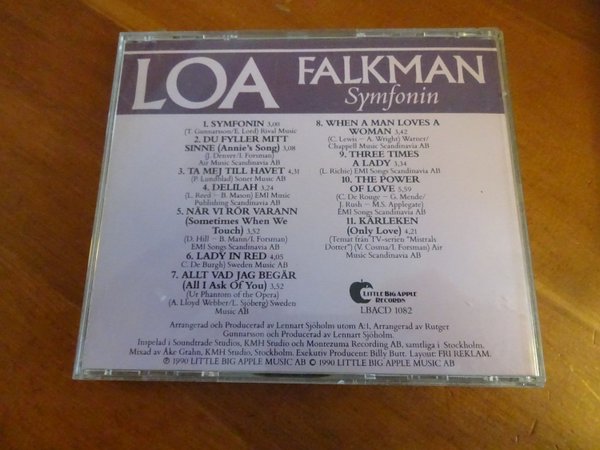 LOA FALKMAN
Symfonin
1. SYMFONIN 3,00
(T. Gunnarsson/E. Lord) Rival Music
2. DU FYLLER MITT
SINNE (Annie's Song) 3,08
(J. Denver/I. Forsman)
Air Music Scandinavia AB
3. TA MEJ TILL HAVET 4,31
(P. Lundblad) Sonet Music AB
4. DELILAH 3,24
(L. Reed – B. Mason) EMI Music
Publishing Scandinavia AB
5. NÄR VI RÖR VARANN
(Sometimes When We
Touch) 3,52
(D. Hill – B. Mann/I. Forsman)
EMI Songs Scandinavia AB
6. LADY IN RED 4,05
C. De Burgh) Sweden Music AB
7. ALLT VAD JAG BEGÄR
(All I Ask Of You) 3,52
(Ur Phantom of the Opera)
(A. Lloyd Webber/L. Sjöberg) Sweden
Music AB
8. WHEN A MAN LOVES A
WOMAN 3,42
(C. Lewis – A. Wright) Warner/
Chappell Music Scandinavia AB
9. THREE TIMES
A LADY 3,34
(L. Richie) EMI Songs Scandinavia AB
10. THE POWER
OF LOVE 5,59
(C. De Rouge – G. Mende/
J. Rush – M.S. Applegate)
EMI Songs Scandinavia AB
11. KÄRLEKEN
(Only Love) 4,21
(Temat från TV-serien "Mistrals
Dotter") (V. Cosma/I. Forsman) Air
Music Scandinavia AB
LITTLE BIG APPLE
RECORDS
LBACD 1082
Arrangerad och Producerad av Lennart Sjöholm utom A:1, Arrangerad av Rutger
Gunnarsson och Producerad av Lennart Sjöholm.
Inspelad i Soundtrade Studios, KMH Studio och Montezuma Recording AB, samtliga i Stockholm.
Mixad av Åke Grahn, KMH Studio, Stockholm. Exekutiv Producent: Billy Butt. Layout: FRI REKLAM.
℗ 1990 LITTLE BIG APPLE MUSIC AB © 1990 LITTLE BIG APPLE MUSIC AB